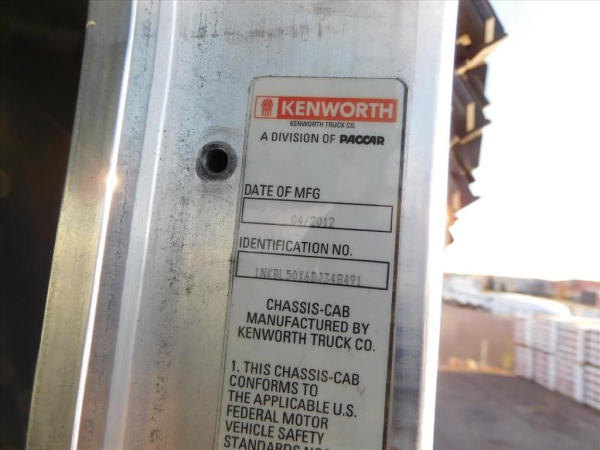 KENWORTH
KENWORTH TRUCK CO.
A DIVISION OF PACCAR
DATE OF MFG
04/2012
IDENTIFICATION NO.
1NKBL50X6DJ348491
CHASSIS-CAB
MANUFACTURED BY
KENWORTH TRUCK CO.
1. THIS CHASSIS-CAB
CONFORMS TO
THE APPLICABLE U.S.
FEDERAL MOTOR
VEHICLE SAFETY